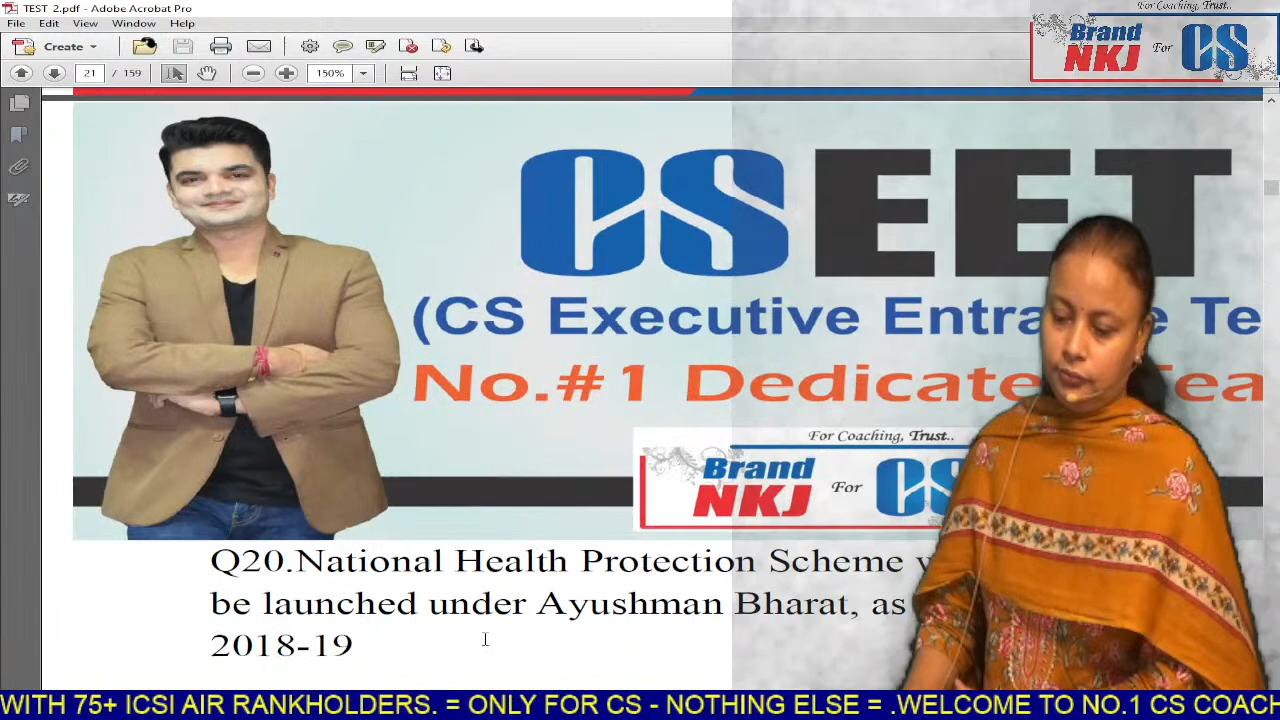 TEST 2.pdf - Adobe Acrobat Pro
File Edit View Window Help
Create
21 / 159 150%
For Coaching, Trust..
Brand NKJ For CS
CSEET
(CS Executive Entra Te
No.#1 Dedicate Tea
For Coaching, Trust..
Brand NKJ For CS
Q20.National Health Protection Scheme
be launched under Ayushman Bharat, as
2018-19
WITH 75+ ICSI AIR RANKHOLDERS. = ONLY FOR CS - NOTHING ELSE = .WELCOME TO NO.1 CS COACH